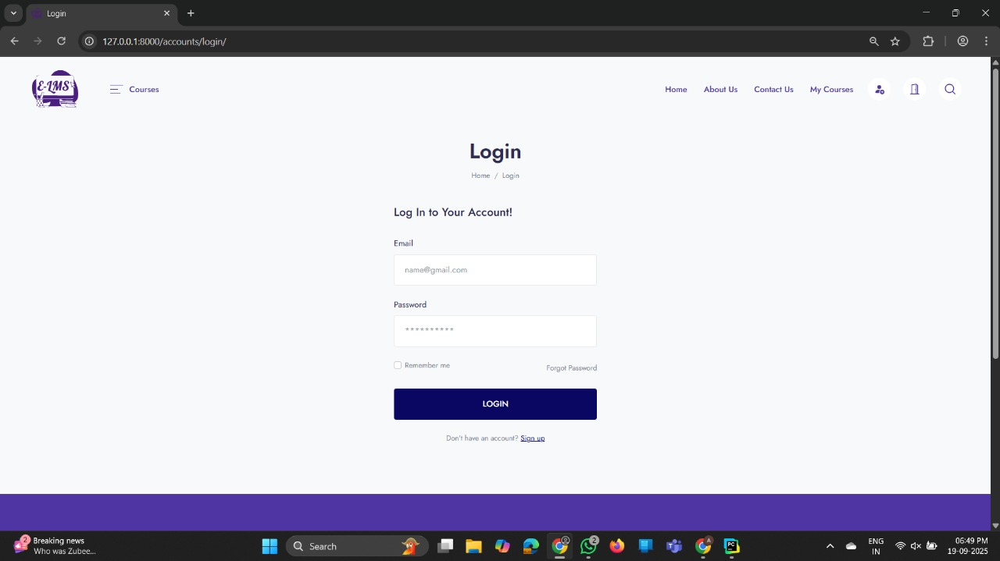 Login
127.0.0.1:8000/accounts/login/
E-LMS
Courses
Home About Us Contact Us My Courses
Login
Home / Login
Log In to Your Account!
Email
name@gmail.com
Password
**********
Remember me Forgot Password
LOGIN
Don't have an account? Sign up
2
Breaking news
Who was Zubee...
Search
2
A
PC
ENG
IN
06:49 PM
19-09-2025